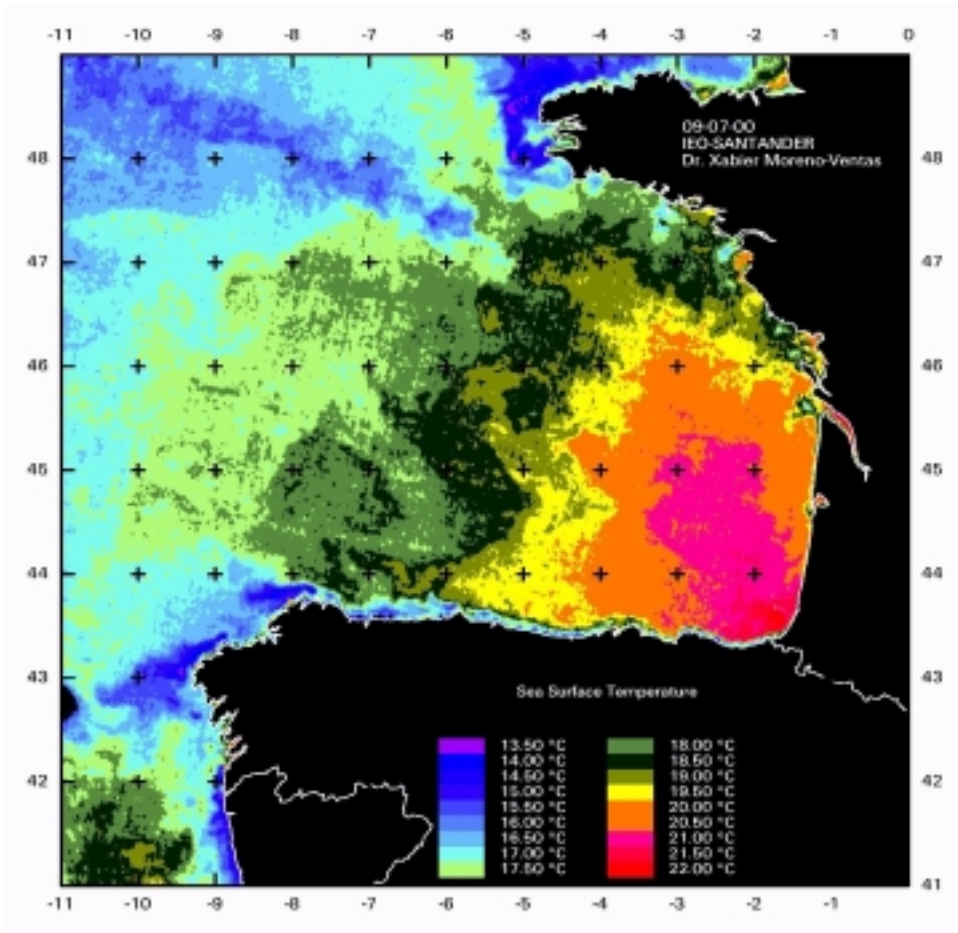 -11 -10 -9 -8 -7 -6 -5 -4 -3 -2 -1 0
09-07-00
IEO-SANTANDER
Dr. Xabier Moreno-Ventas
48 48
47 47
46 46
45 45
44 44
43 43
Sea Surface Temperature
13.50 °C 18.00 °C
14.00 °C 18.50 °C
14.50 °C 19.00 °C
15.00 °C 19.50 °C
15.50 °C 20.00 °C
16.00 °C 20.50 °C
16.50 °C 21.00 °C
17.00 °C 21.50 °C
17.50 °C 22.00 °C
42 42
41 41
-11 -10 -9 -8 -7 -6 -5 -4 -3 -2 -1